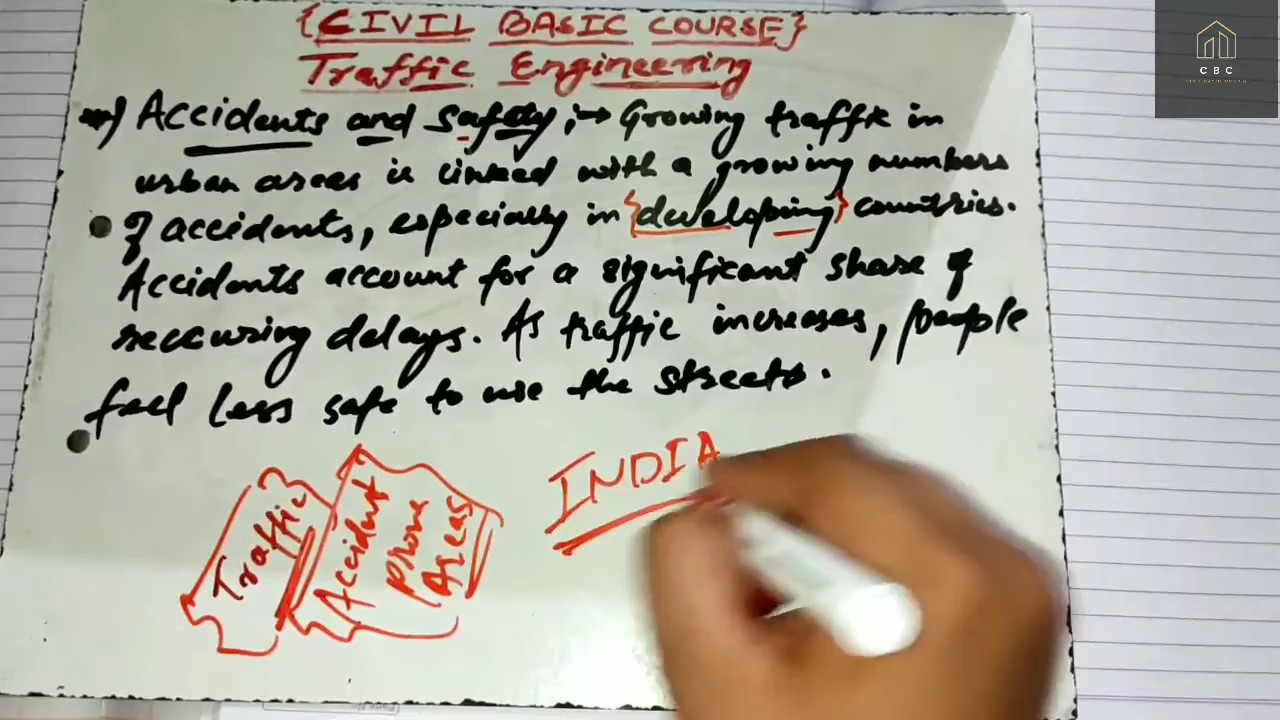 {CIVIL BASIC COURSE}
Traffic Engineering
Accidents and Safety :→ Growing traffic in
urban areas is linked with a growing numbers
of accidents, especially in {developing} countries.
Accidents account for a significant share of
reccuring delays. As traffic increases, people
feel less safe to use the streets.
Traffic
Accident
Prone
Areas
INDIA
CBC